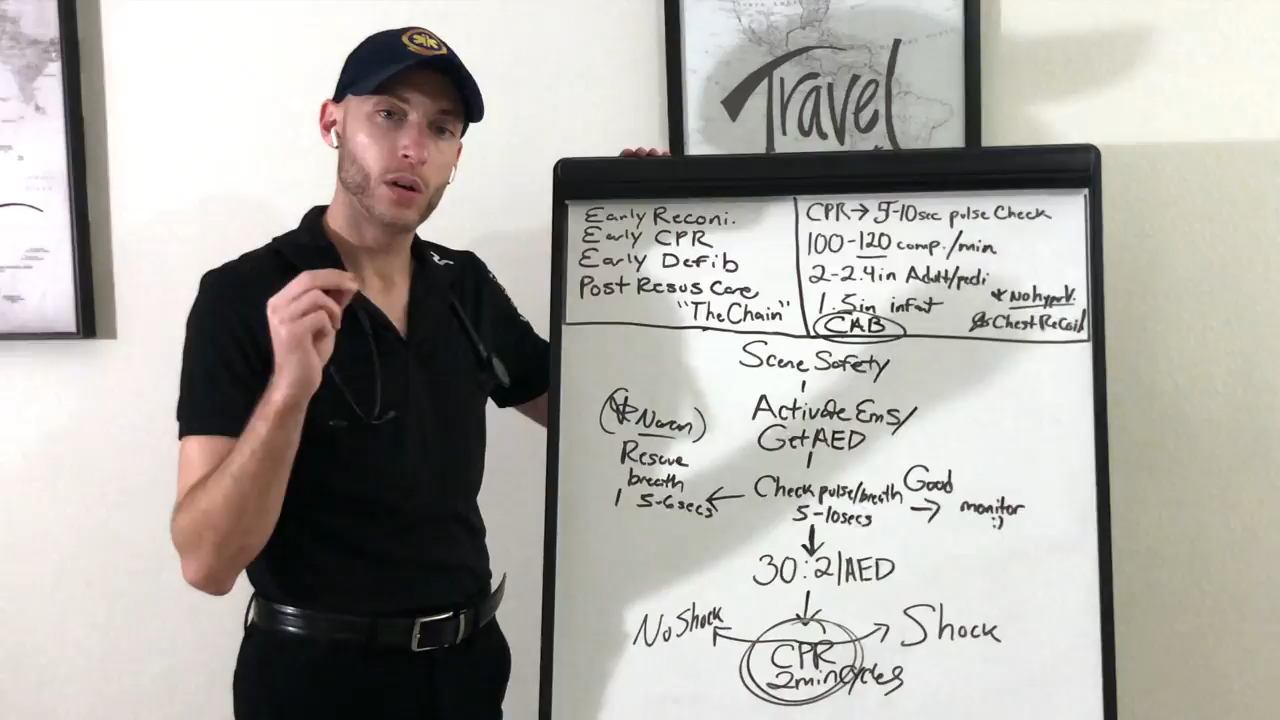 Travel
Early Reconi.
Early CPR
Early Defib
Post Resus Care
"The Chain"
CPR→ 5-10sec pulse Check
100-120 comp./min
2-2.4in Adult/pedi
1.5in infat
* No hyperV.
Chest ReCoil
CAB
Scene Safety
Activate Ems/
Get AED
Check pulse/breath
5-10secs
(* Narcan)
Rescue
breath
1 5-6secs
Good
→ monitor
:)
30:2/AED
No Shock
Shock
CPR
2min cycles